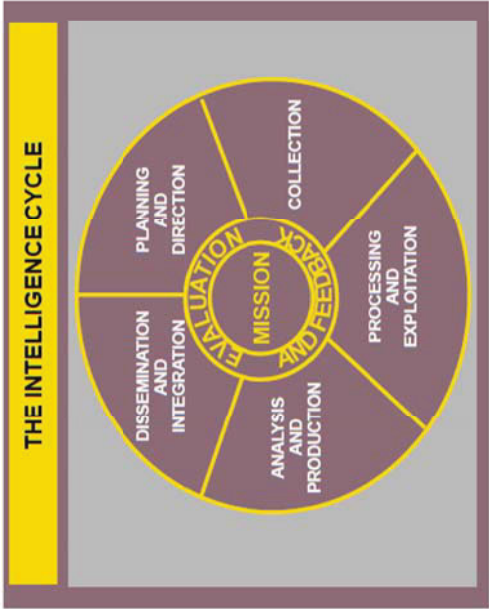 THE INTELLIGENCE CYCLE
PLANNING
AND
DIRECTION
COLLECTION
PROCESSING
AND
EXPLOITATION
ANALYSIS
AND
PRODUCTION
DISSEMINATION
AND
INTEGRATION
EVALUATION
AND FEEDBACK
MISSION